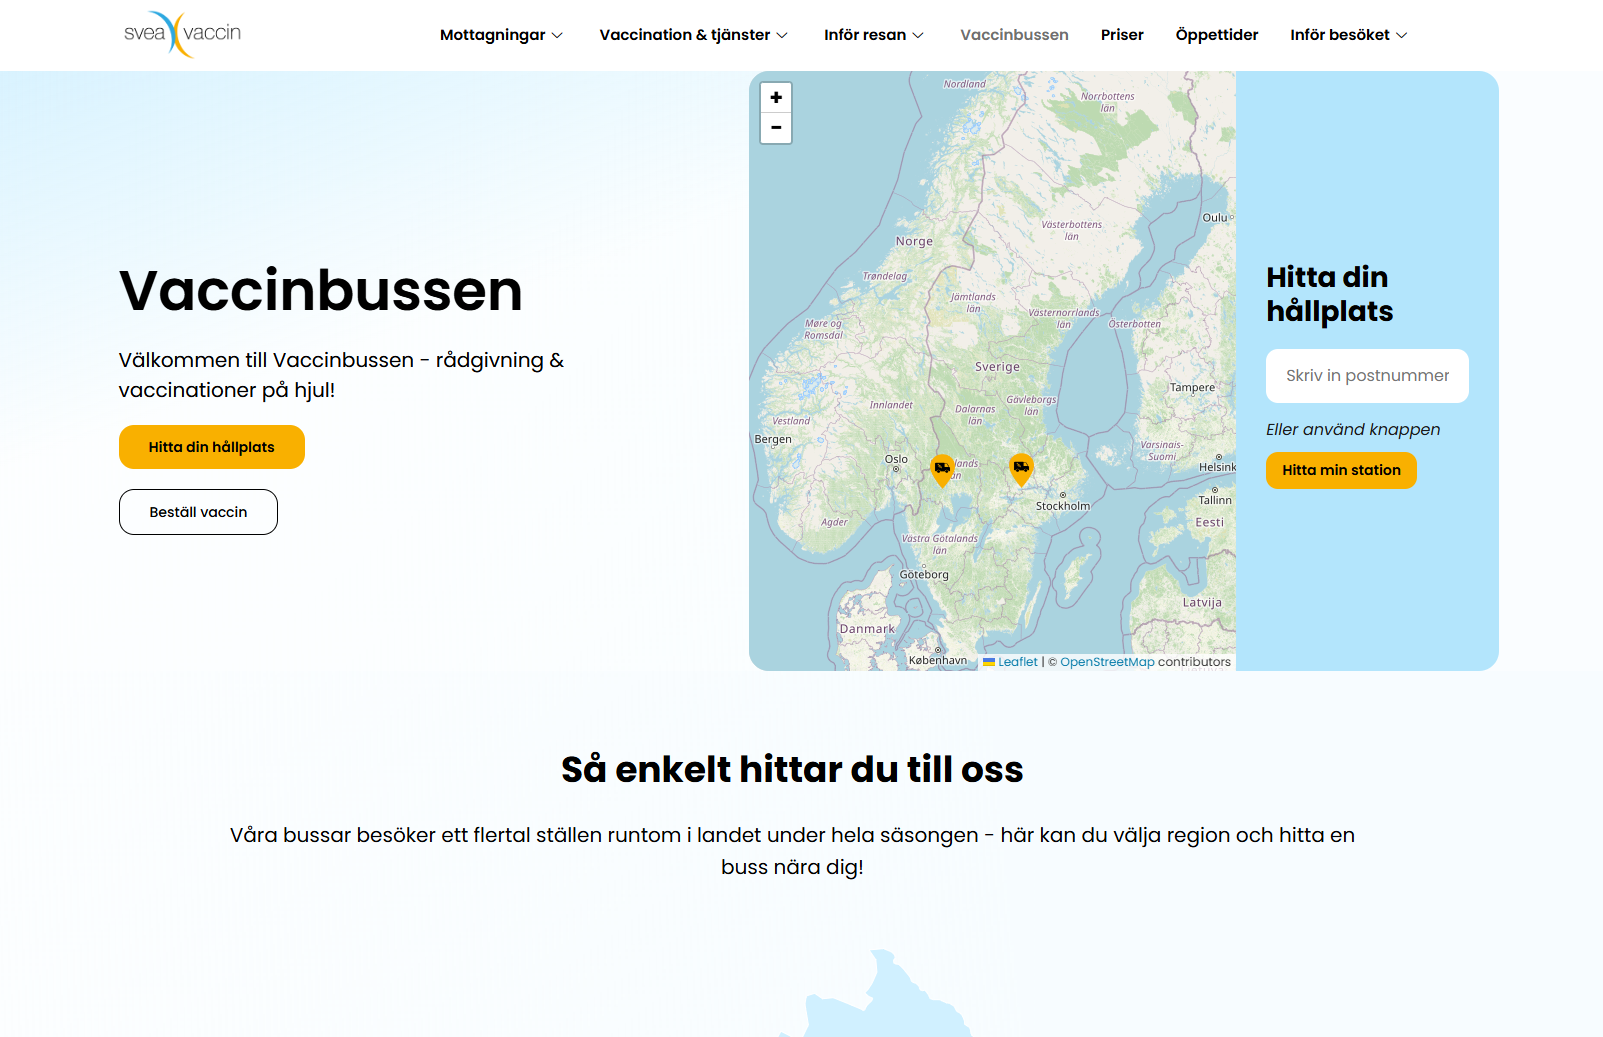 svea vaccin
Mottagningar
Vaccination & tjänster
Inför resan
Vaccinbussen
Priser
Öppettider
Inför besöket
Vaccinbussen
Välkommen till Vaccinbussen - rådgivning &
vaccinationer på hjul!
Hitta din hållplats
Beställ vaccin
+
-
Nordland
Norrbottens
län
Oulu
Västerbottens
län
Norge
Trøndelag
Jämtlands
län
Västernorrlands
län
Österbotten
Møre og
Romsdal
Sverige
Tampere
Gävleborgs
län
Innlandet
Dalarnas
län
Vestland
Bergen
Varsinais-
Suomi
Oslo
Helsink
Stockholm
Tallinn
Eesti
Agder
Västra Götalands
län
Göteborg
Latvija
Danmark
København
Leaflet | © OpenStreetMap contributors
Hitta din
hållplats
Skriv in postnummer
Eller använd knappen
Hitta min station
Så enkelt hittar du till oss
Våra bussar besöker ett flertal ställen runtom i landet under hela säsongen - här kan du välja region och hitta en
buss nära dig!